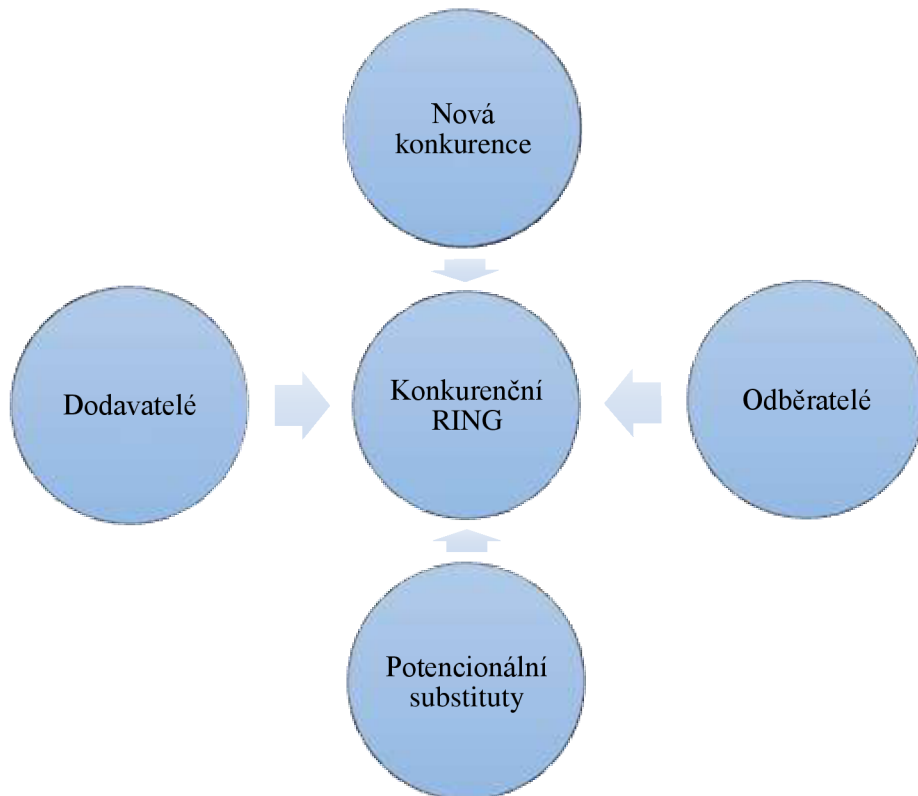 Nová
konkurence
Dodavatelé
Konkurenční
RING
Odběratelé
Potencionální
substituty